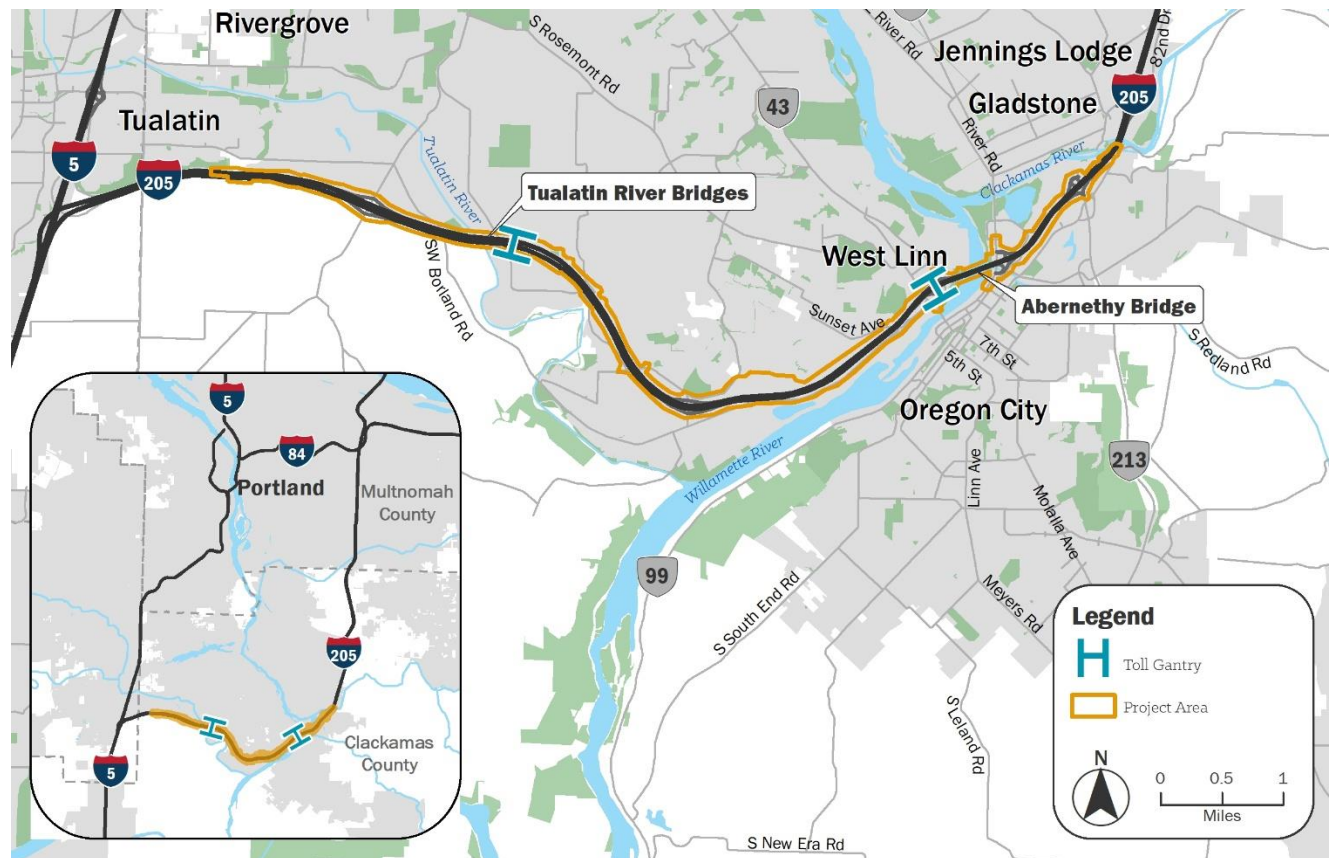 Rivergrove
S Rosemont Rd
River Rd
Jennings Lodge
82nd Dr
43
Gladstone
205
River Rd
Tualatin
5
205
Tualatin River
Clackamas River
Tualatin River Bridges
SW Borland Rd
West Linn
Abernethy Bridge
Sunset Ave
7th St
5th St
S Redland Rd
Oregon City
Willamette River
213
Linn Ave
Molalla Ave
99
S South End Rd
Meyers Rd
S Leland Rd
S New Era Rd
5
84
Portland
Multnomah
County
205
Clackamas
County
5
Legend
Toll Gantry
Project Area
N
0 0.5 1
Miles